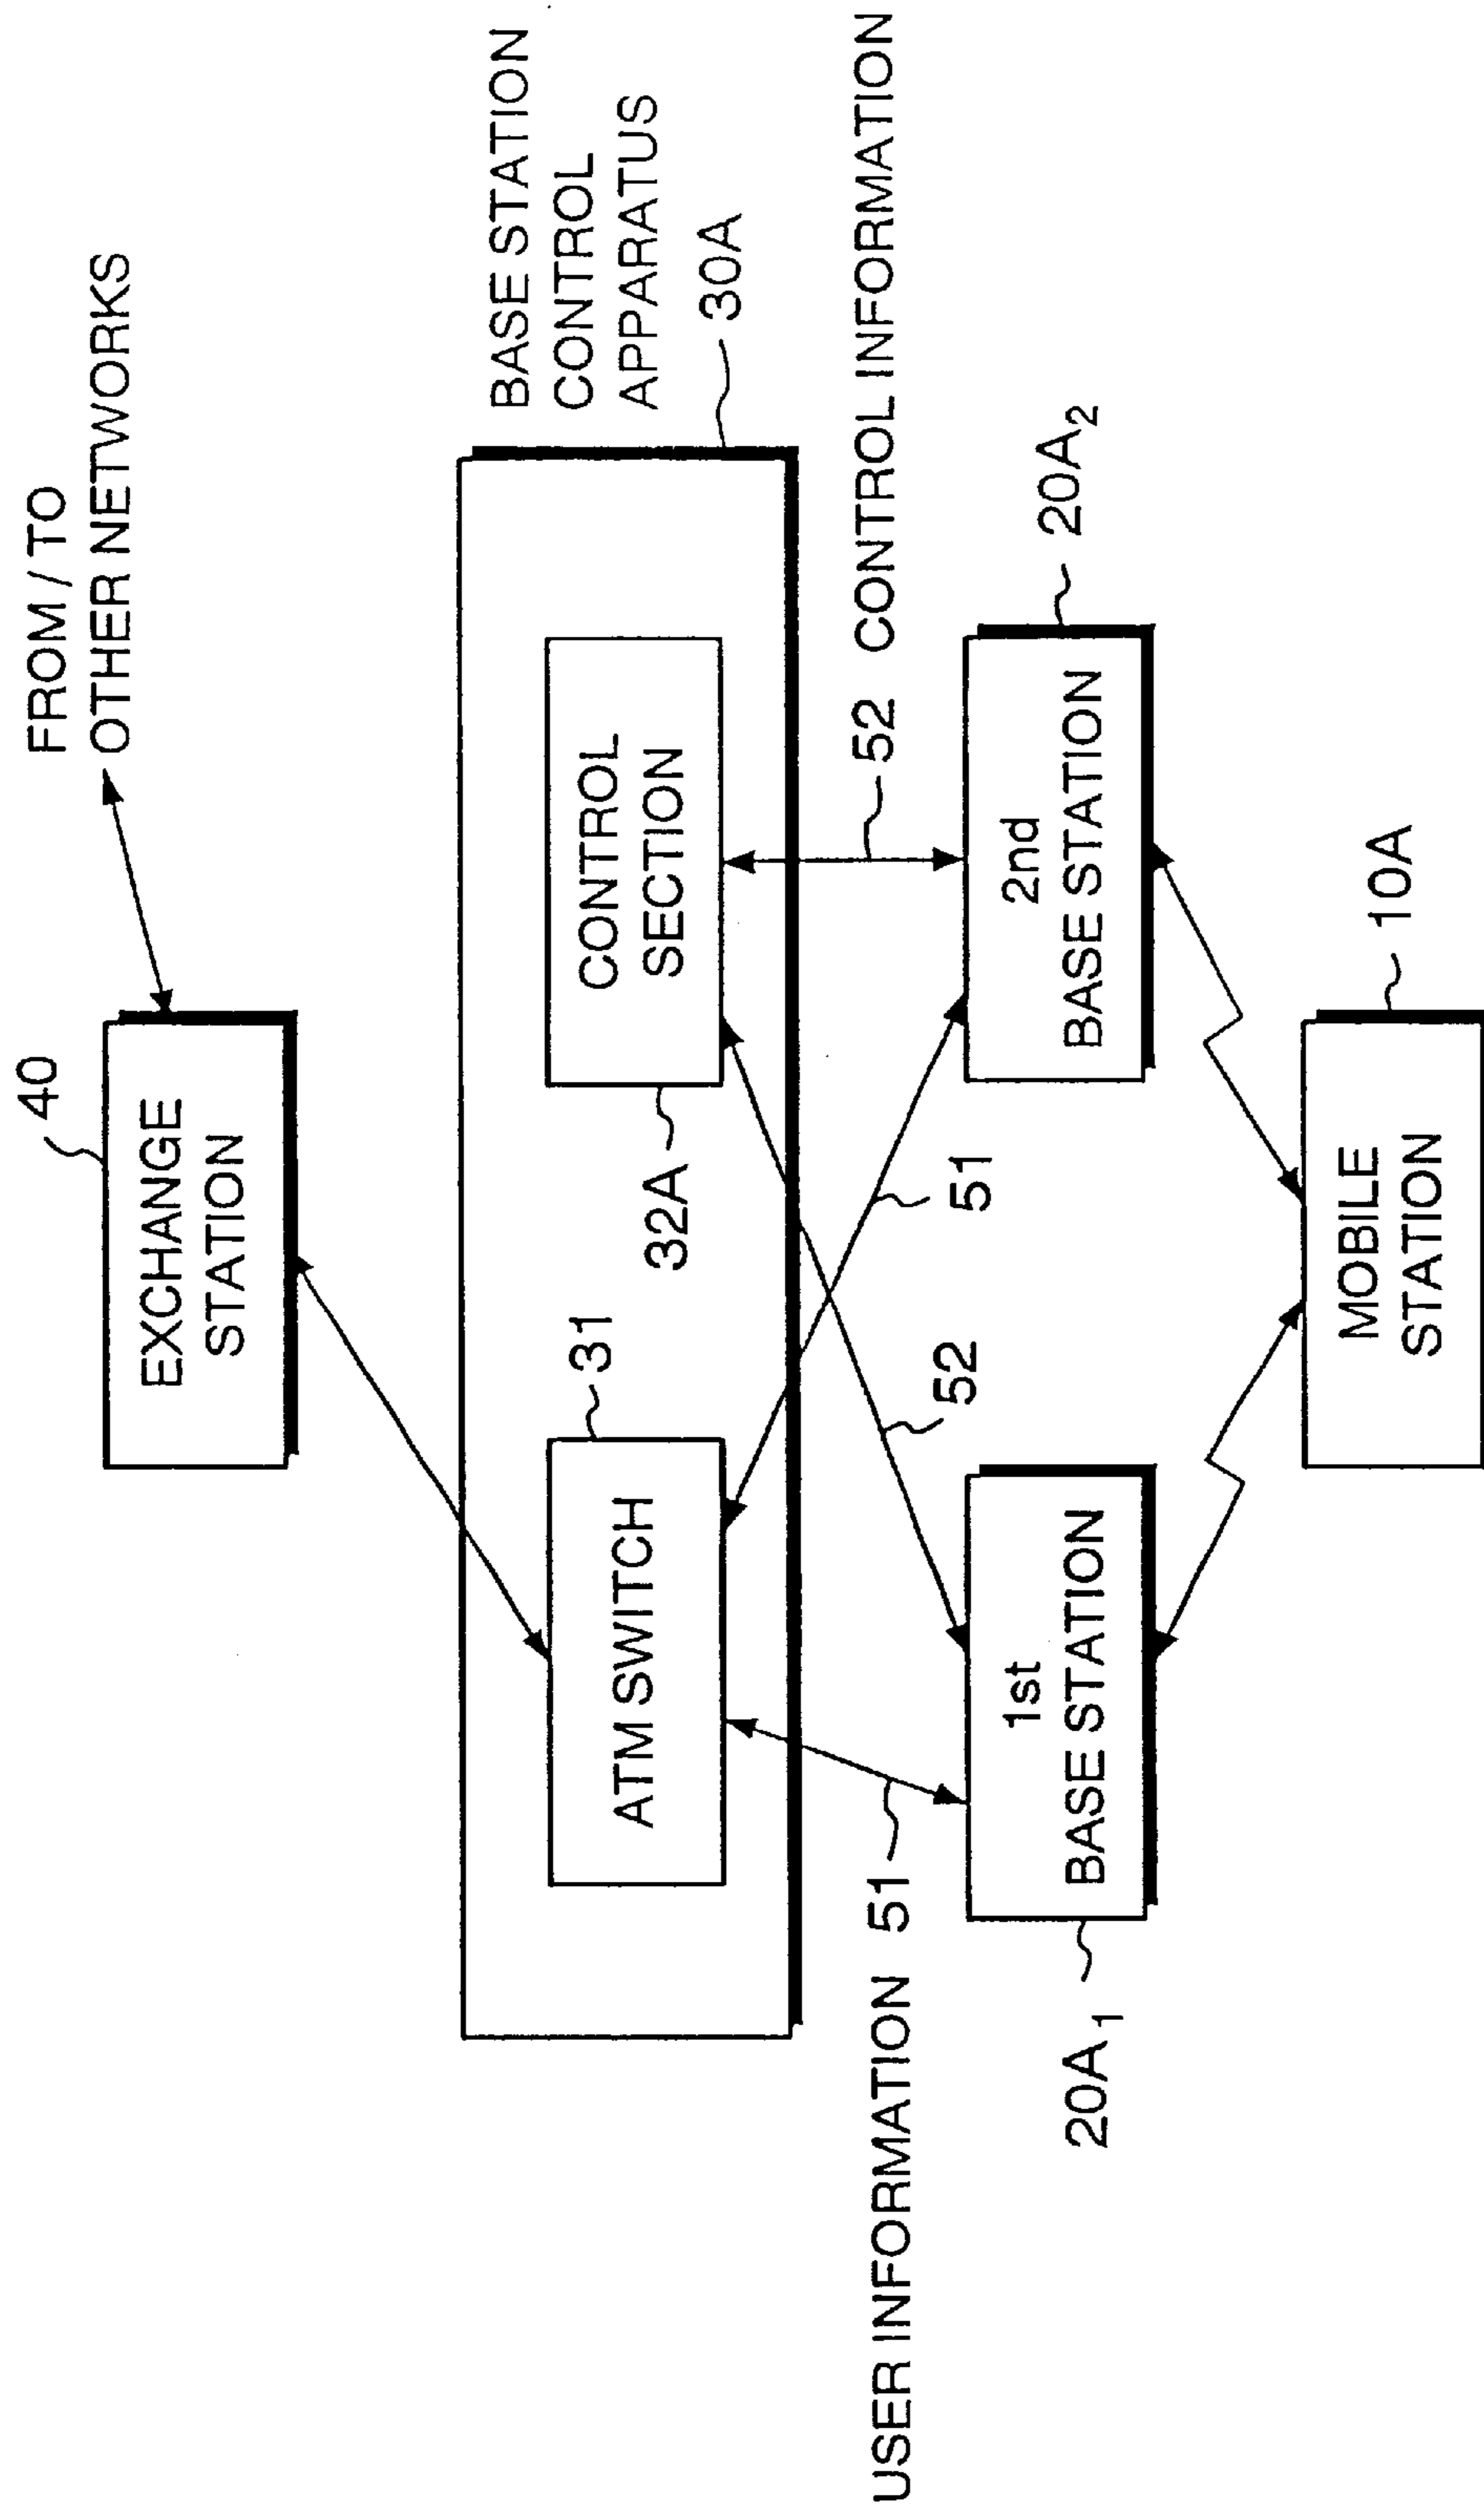 FROM / TO
OTHER NETWORKS
40
EXCHANGE
STATION
BASE STATION
CONTROL
APPARATUS
30A
31
ATM SWITCH
CONTROL
SECTION
32A
USER INFORMATION 51
52
51
52 CONTROL INFORMATION
20A1
1st
BASE STATION
2nd
BASE STATION
20A2
MOBILE
STATION
10A